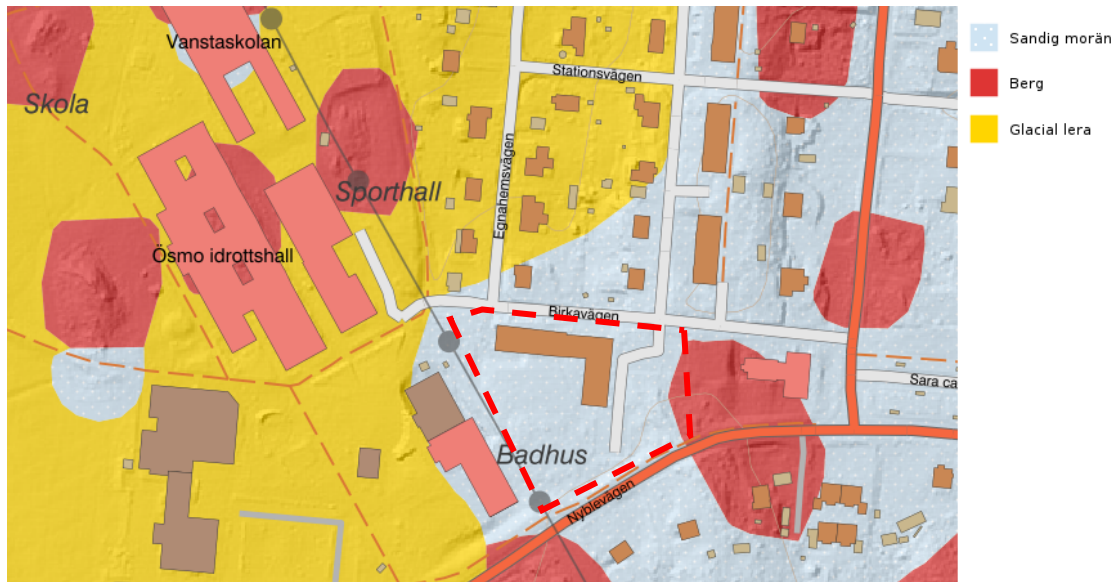 Vanstaskolan
Skola
Stationsvägen
Sporthall
Egnahemsvägen
Ösmo idrottshall
Birkavägen
Sara ca
Badhus
Nyblevägen
Sandig morän
Berg
Glacial lera